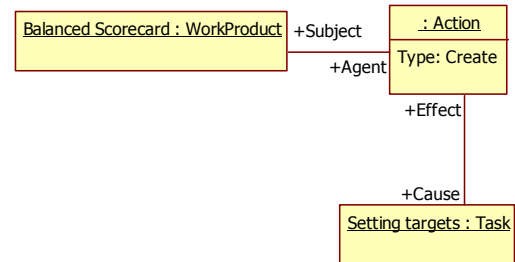 Balanced Scorecard : WorkProduct
+Subject
: Action
+Agent
Type: Create
+Effect
+Cause
Setting targets : Task